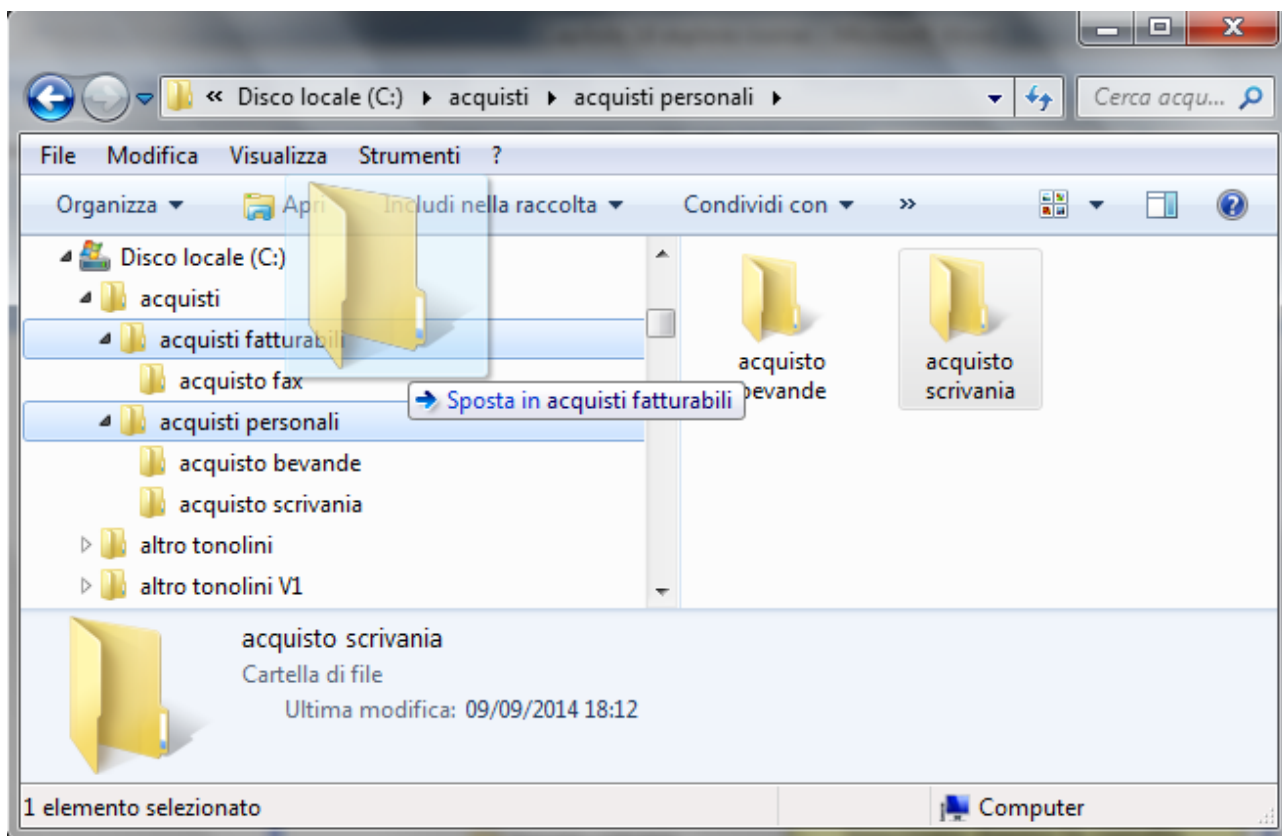 « Disco locale (C:) acquisti acquisti personali
Cerca acqu...
File Modifica Visualizza Strumenti ?
Organizza Apri Includi nella raccolta Condividi con »
Disco locale (C:)
acquisti
acquisti fatturabili
acquisto fax
acquisti personali
acquisto bevande
acquisto scrivania
altro tonolini
altro tonolini V1
Sposta in acquisti fatturabili
acquisto
bevande
acquisto
scrivania
acquisto scrivania
Cartella di file
Ultima modifica: 09/09/2014 18:12
1 elemento selezionato
Computer